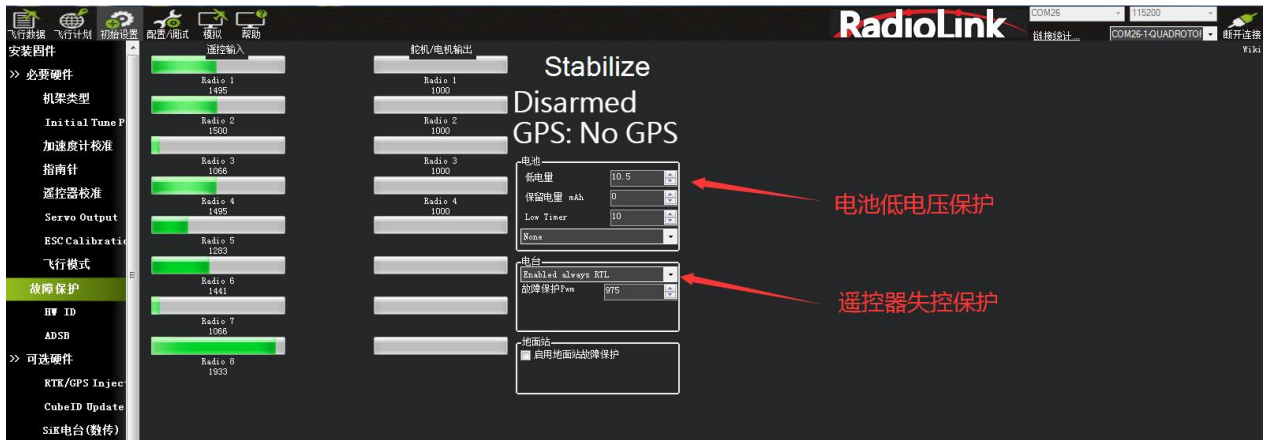 飞行数据 飞行计划 初始设置 配置/调试 模拟 帮助
RadioLink
COM26 115200
链接统计... COM26-1-QUADROTOF 断开连接
Wiki
安装固件
>> 必要硬件
机架类型
Initial Tune P
加速度计校准
指南针
遥控器校准
Servo Output
ESC Calibratio
飞行模式
故障保护
HW ID
ADSB
>> 可选硬件
RTK/GPS Injec
CubeID Update
SiK电台(数传)
遥控输入
Radio 1
1495
Radio 2
1500
Radio 3
1066
Radio 4
1495
Radio 5
1283
Radio 6
1441
Radio 7
1066
Radio 8
1933
舵机/电机输出
Radio 1
1000
Radio 2
1000
Radio 3
1000
Radio 4
1000
Stabilize
Disarmed
GPS: No GPS
电池
低电量 10.5
保留电量 mAh 0
Low Timer 10
None
电池低电压保护
电台
Enabled always RTL
故障保护Pwm 975
遥控器失控保护
地面站
启用地面站故障保护